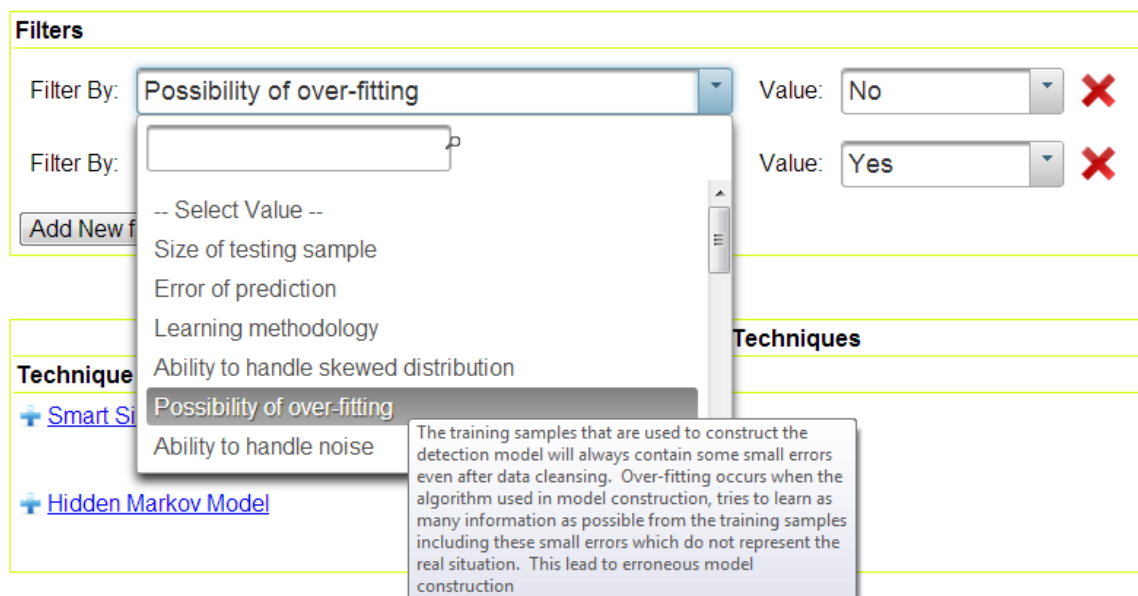 Filters
Filter By: Possibility of over-fitting Value: No
Filter By: Value: Yes
-- Select Value --
Add New f
Size of testing sample
Error of prediction
Learning methodology
Techniques
Ability to handle skewed distribution
Technique
Possibility of over-fitting
Smart Si
Ability to handle noise
The training samples that are used to construct the
detection model will always contain some small errors
even after data cleansing. Over-fitting occurs when the
algorithm used in model construction, tries to learn as
many information as possible from the training samples
including these small errors which do not represent the
real situation. This lead to erroneous model
construction
Hidden Markov Model